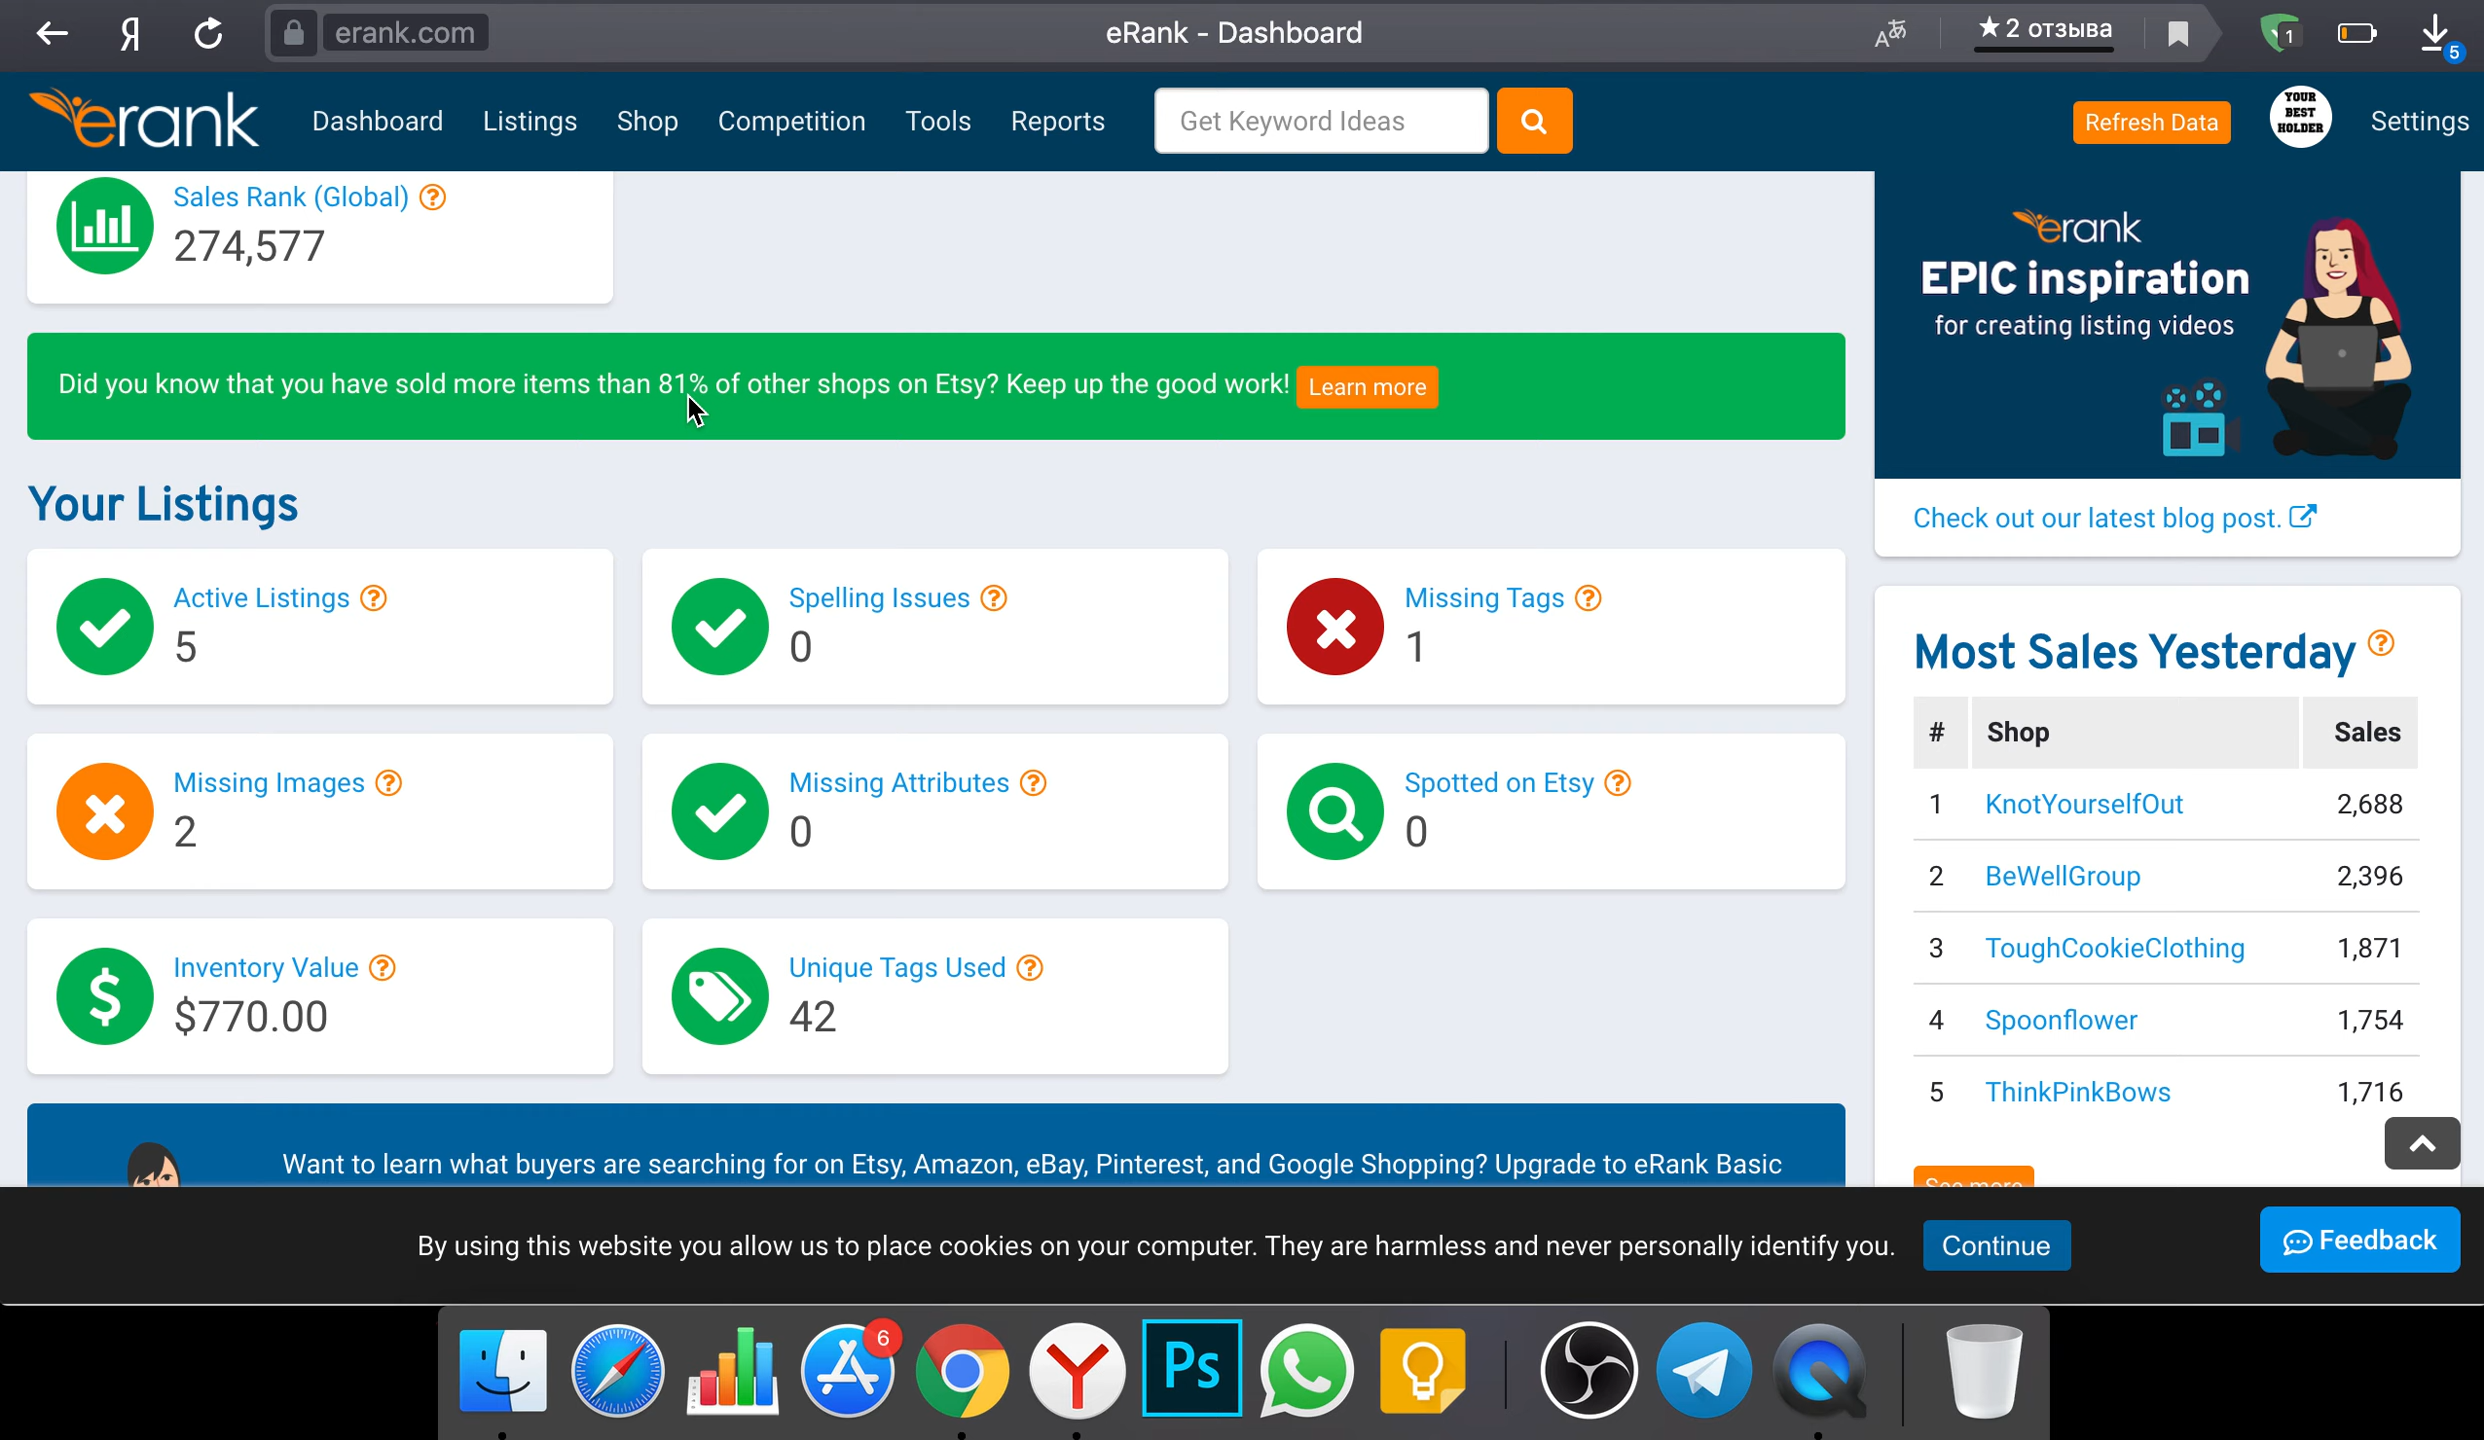 Я
erank.com
eRank - Dashboard
★ 2 отзыва
1
5
erank
Dashboard
Listings
Shop
Competition
Tools
Reports
Get Keyword Ideas
Refresh Data
YOUR
BEST
HOLDER
Settings
Sales Rank (Global)
274,577
Did you know that you have sold more items than 81% of other shops on Etsy? Keep up the good work!
Learn more
Your Listings
Active Listings
5
Spelling Issues
0
Missing Tags
1
Missing Images
2
Missing Attributes
0
Spotted on Etsy
0
Inventory Value
$770.00
Unique Tags Used
42
Want to learn what buyers are searching for on Etsy, Amazon, eBay, Pinterest, and Google Shopping? Upgrade to eRank Basic
erank
EPIC inspiration
for creating listing videos
Check out our latest blog post.
Most Sales Yesterday
# Shop Sales
1 KnotYourselfOut 2,688
2 BeWellGroup 2,396
3 ToughCookieClothing 1,871
4 Spoonflower 1,754
5 ThinkPinkBows 1,716
See more
By using this website you allow us to place cookies on your computer. They are harmless and never personally identify you.
Continue
Feedback
6
Ps